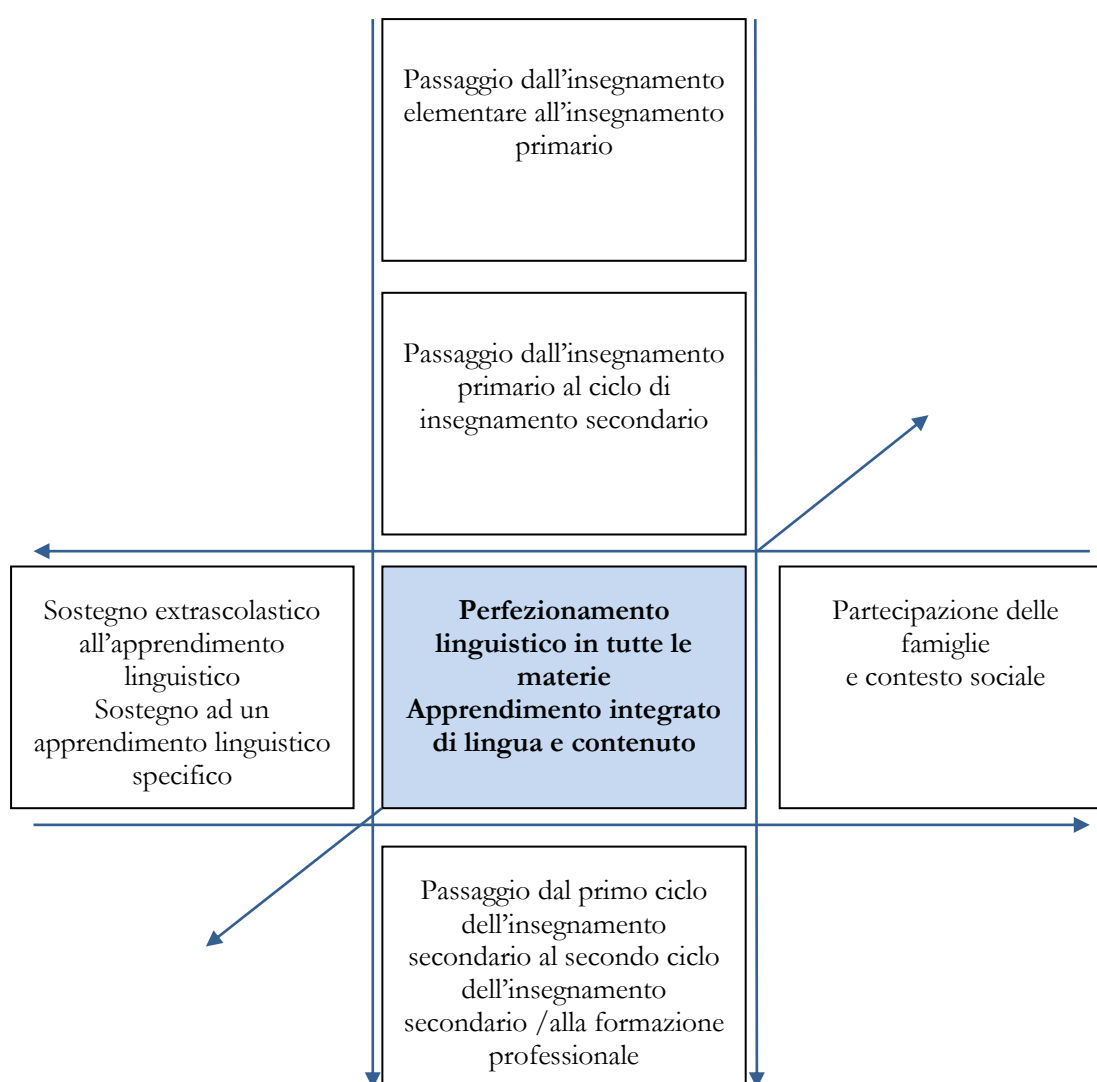 Passaggio dall’insegnamento
elementare all’insegnamento
primario
Passaggio dall’insegnamento
primario al ciclo di
insegnamento secondario
Sostegno extrascolastico
all’apprendimento
linguistico
Sostegno ad un
apprendimento linguistico
specifico
Perfezionamento
linguistico in tutte le
materie
Apprendimento integrato
di lingua e contenuto
Partecipazione delle
famiglie
e contesto sociale
Passaggio dal primo ciclo
dell’insegnamento
secondario al secondo ciclo
dell’insegnamento
secondario /alla formazione
professionale